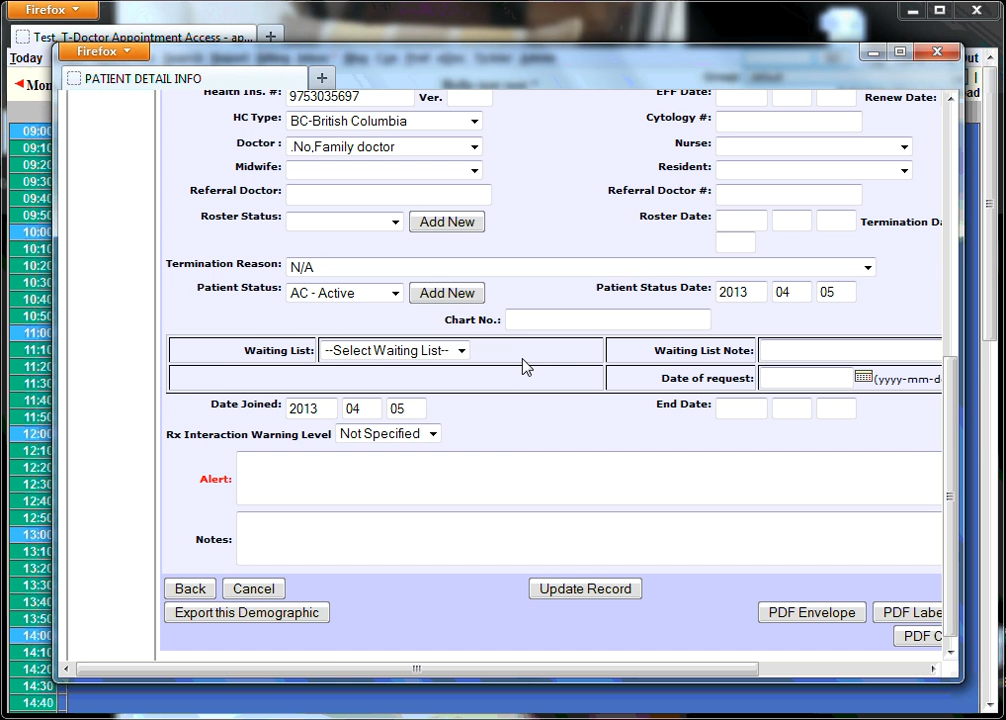 Firefox
Test, T-Doctor Appointment Access - ap...
Today
Mon
Firefox
PATIENT DETAIL INFO
Health Ins. #: 9753035697 Ver. EFF Date: Renew Date:
HC Type: BC-British Columbia Cytology #:
Doctor : .No,Family doctor Nurse:
Midwife: Resident:
Referral Doctor: Referral Doctor #:
Roster Status: Add New Roster Date: Termination Da
Termination Reason: N/A
Patient Status: AC - Active Add New Patient Status Date: 2013 04 05
Chart No.:
Waiting List: --Select Waiting List-- Waiting List Note:
Date of request: (yyyy-mm-d
Date Joined: 2013 04 05 End Date:
Rx Interaction Warning Level Not Specified
Alert:
Notes:
Back Cancel Update Record
Export this Demographic PDF Envelope PDF Labe
PDF C
09:00
09:10
09:20
09:30
09:40
09:50
10:00
10:10
10:20
10:30
10:40
10:50
11:00
11:10
11:20
11:30
11:40
11:50
12:00
12:10
12:20
12:30
12:40
12:50
13:00
13:10
13:20
13:30
13:40
13:50
14:00
14:10
14:20
14:30
14:40